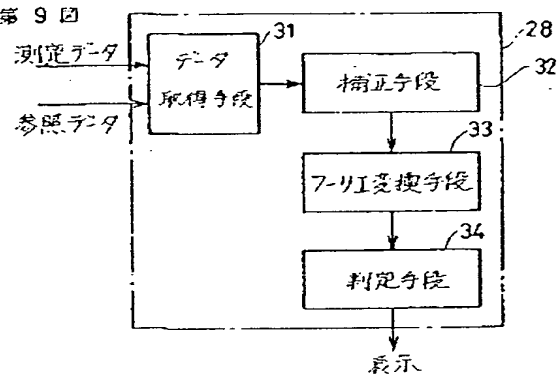 第9図
31
28
測定データ
データ
取得手段
参照データ
補正手段
32
33
フーリエ変換手段
34
判定手段
表示